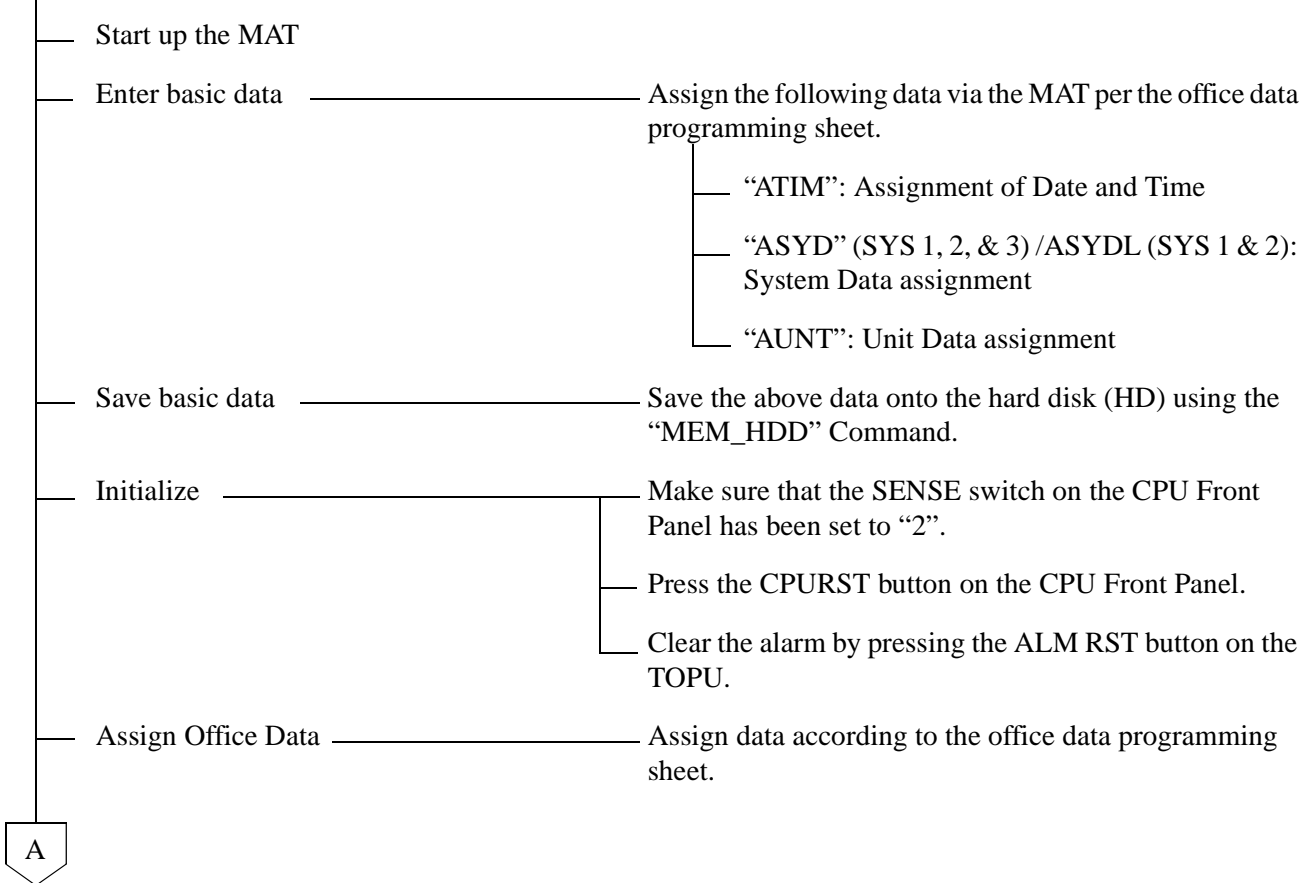 Start up the MAT
Enter basic data
Assign the following data via the MAT per the office data
programming sheet.
“ATIM”: Assignment of Date and Time
“ASYD” (SYS 1, 2, & 3) /ASYDL (SYS 1 & 2):
System Data assignment
“AUNT”: Unit Data assignment
Save basic data
Save the above data onto the hard disk (HD) using the
“MEM_HDD” Command.
Initialize
Make sure that the SENSE switch on the CPU Front
Panel has been set to “2”.
Press the CPURST button on the CPU Front Panel.
Clear the alarm by pressing the ALM RST button on the
TOPU.
Assign Office Data
Assign data according to the office data programming
sheet.
A